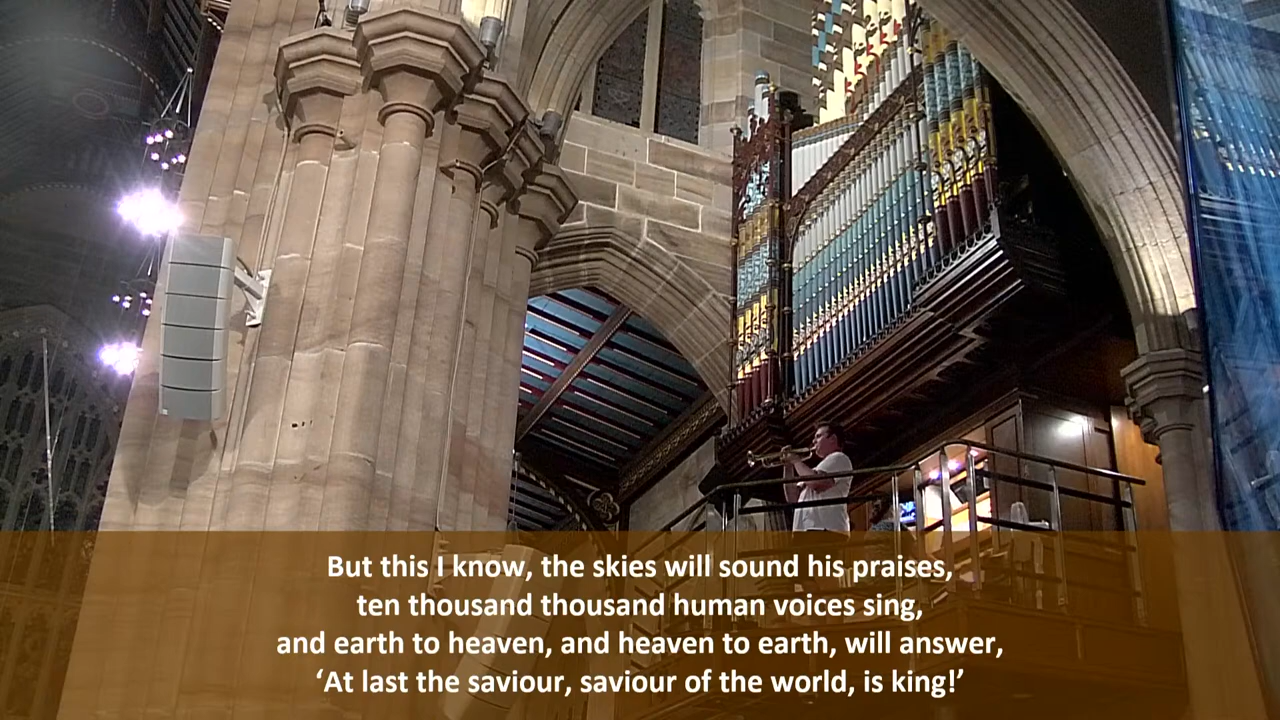 But this I know, the skies will sound his praises,
ten thousand thousand human voices sing,
and earth to heaven, and heaven to earth, will answer,
‘At last the saviour, saviour of the world, is king!’